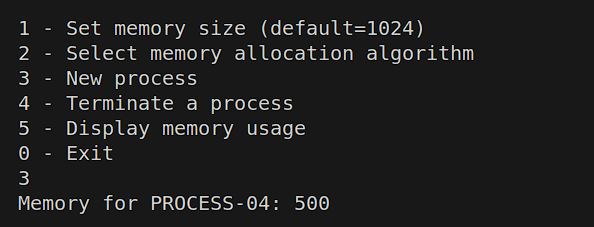 1 - Set memory size (default=1024)
2 - Select memory allocation algorithm
3 - New process
4 - Terminate a process
5 - Display memory usage
0 - Exit
3
Memory for PROCESS-04: 500